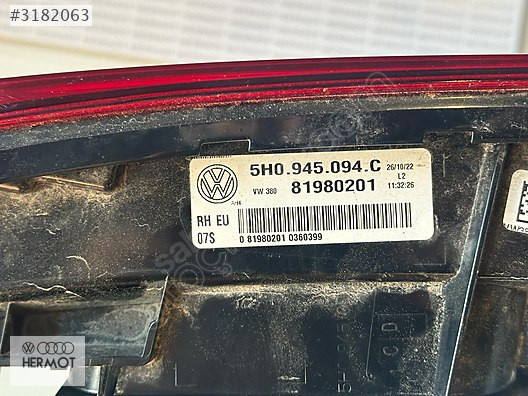 #3182063
5H0.945.094.C
26/10/22
VW 380
81980201
L2
11:32:26
RH EU
07S
0 81980201 0360399
HERMOT